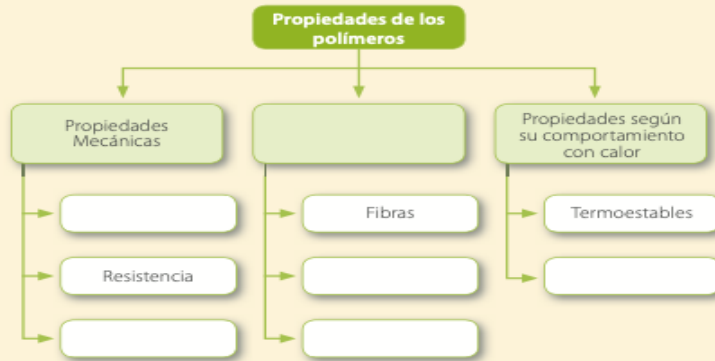 Propiedades de los
polímeros
Propiedades
Mecánicas
Propiedades según
su comportamiento
con calor
Fibras
Termoestables
Resistencia